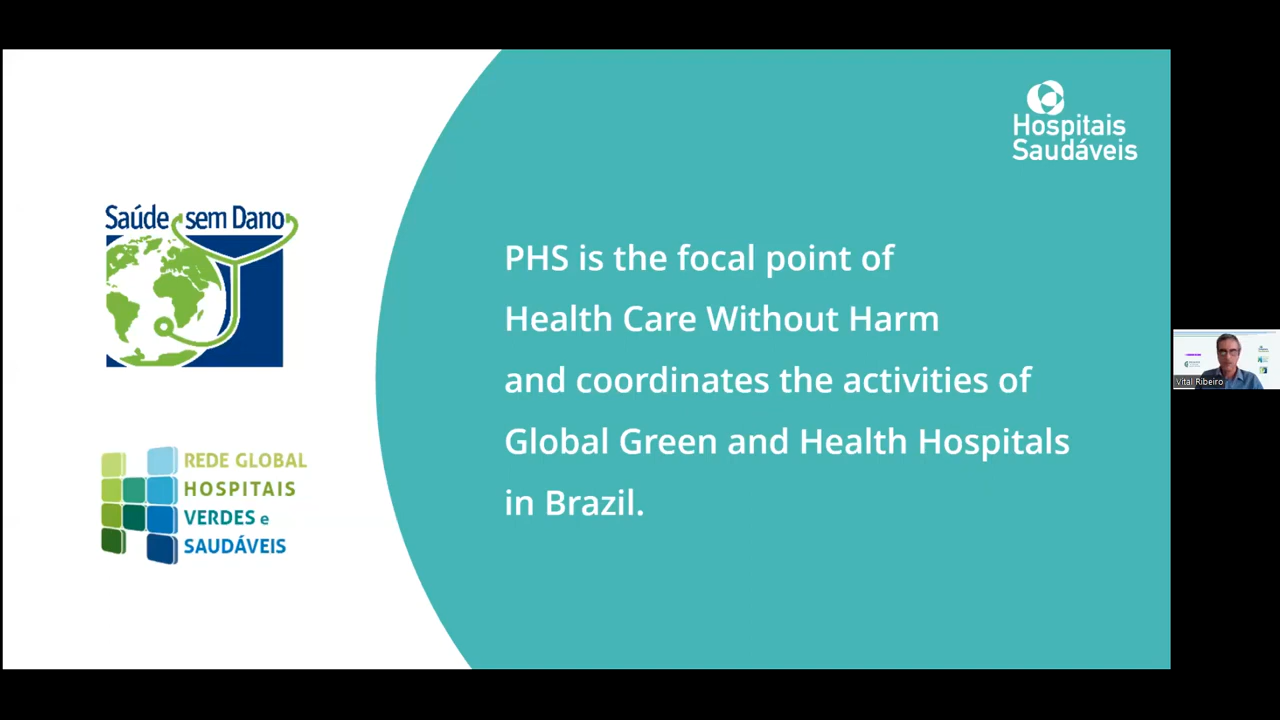 Hospitais
Saudáveis
Saúde sem Dano
PHS is the focal point of
Health Care Without Harm
and coordinates the activities of
Global Green and Health Hospitals
in Brazil.
REDE GLOBAL
HOSPITAIS
VERDES e
SAUDÁVEIS
Vital Ribeiro